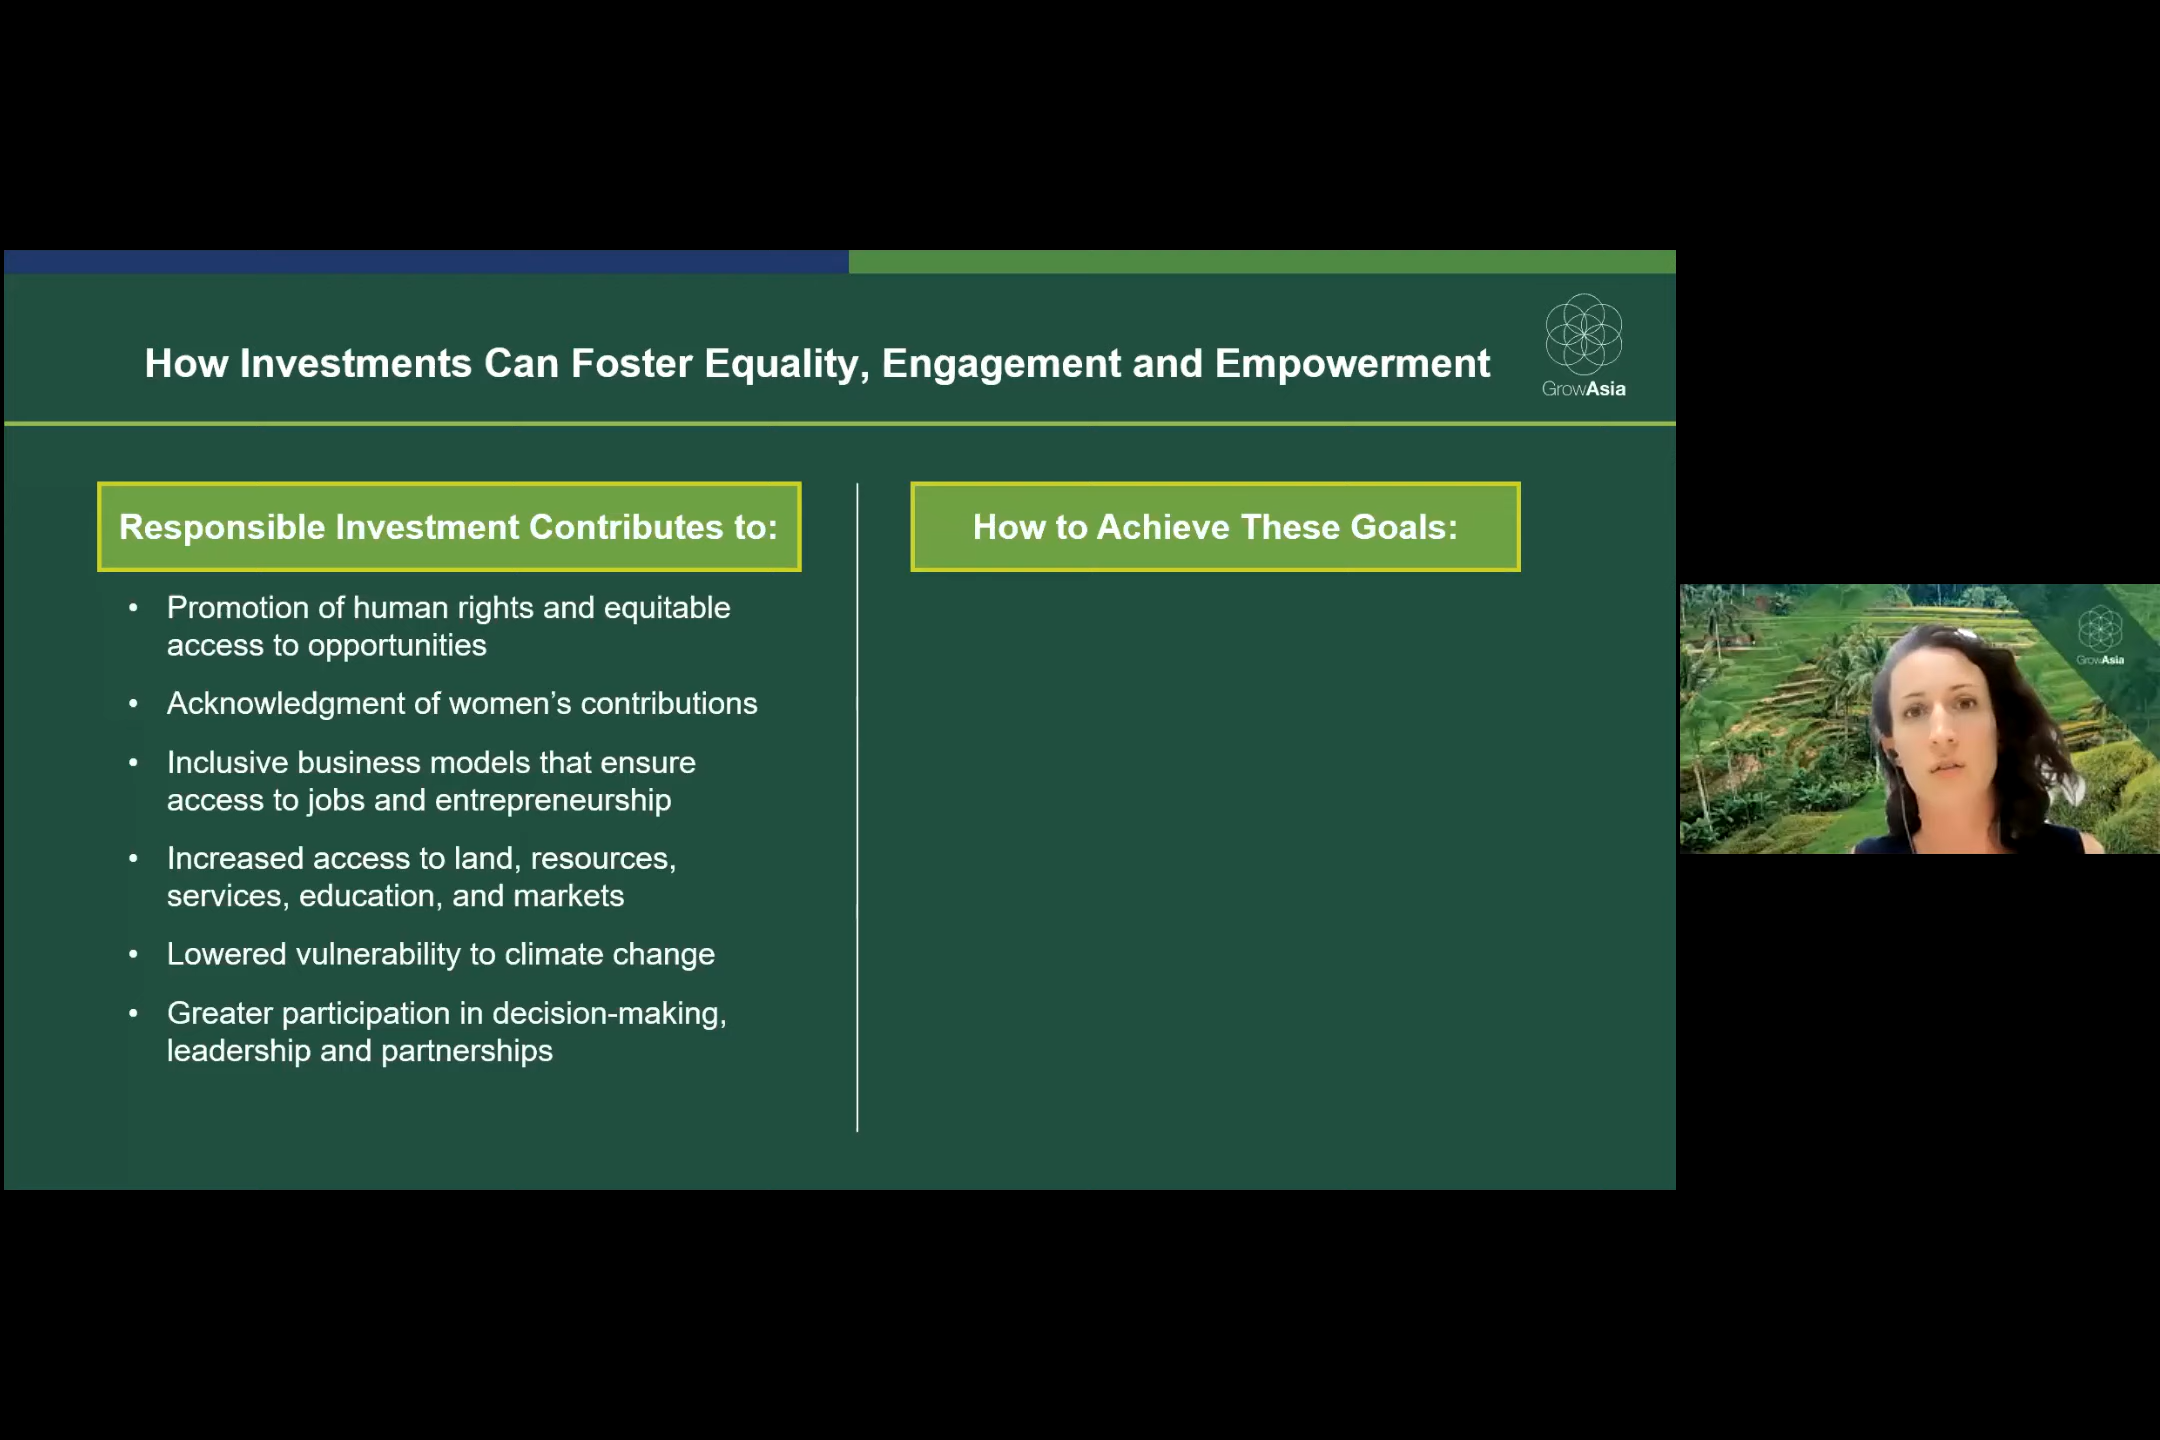 How Investments Can Foster Equality, Engagement and Empowerment
GrowAsia
Responsible Investment Contributes to:
• Promotion of human rights and equitable
access to opportunities
• Acknowledgment of women’s contributions
• Inclusive business models that ensure
access to jobs and entrepreneurship
• Increased access to land, resources,
services, education, and markets
• Lowered vulnerability to climate change
• Greater participation in decision-making,
leadership and partnerships
How to Achieve These Goals:
GrowAsia